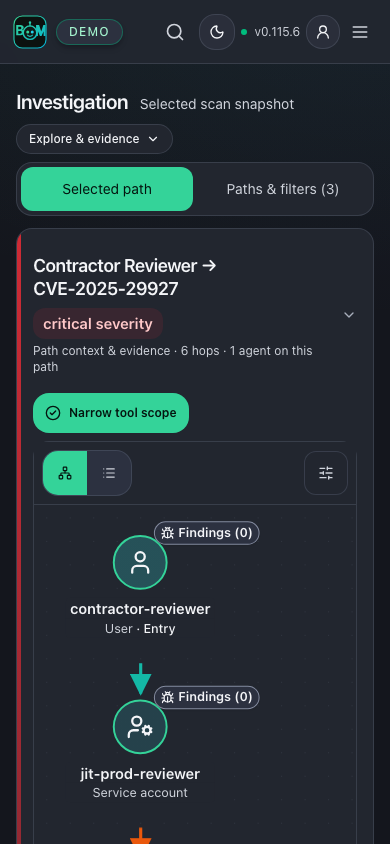 BOM
DEMO
v0.115.6
Investigation Selected scan snapshot
Explore & evidence
Selected path
Paths & filters (3)
Contractor Reviewer →
CVE-2025-29927
critical severity
Path context & evidence · 6 hops · 1 agent on this
path
Narrow tool scope
Findings (0)
contractor-reviewer
User · Entry
Findings (0)
jit-prod-reviewer
Service account